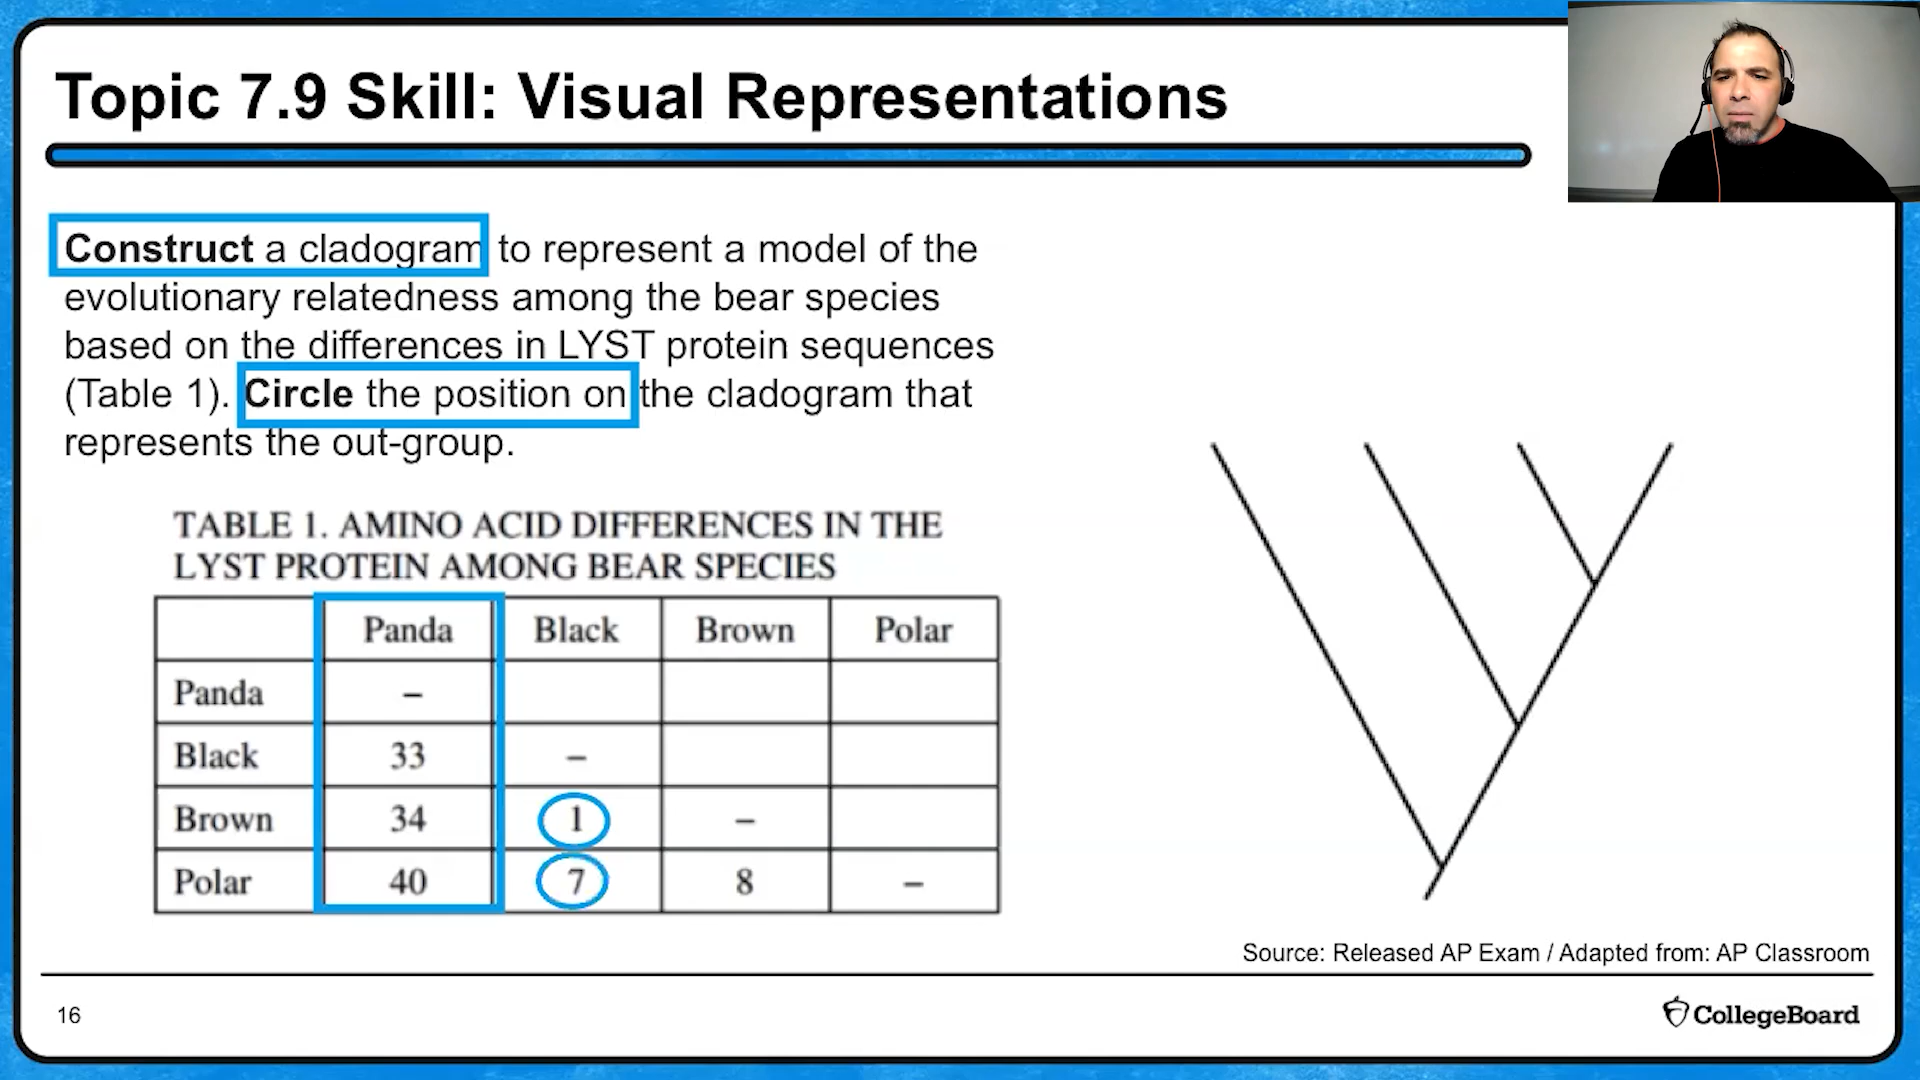 Topic 7.9 Skill: Visual Representations
Construct a cladogram to represent a model of the
evolutionary relatedness among the bear species
based on the differences in LYST protein sequences
(Table 1). Circle the position on the cladogram that
represents the out-group.
TABLE 1. AMINO ACID DIFFERENCES IN THE
LYST PROTEIN AMONG BEAR SPECIES
Panda Black Brown Polar
Panda –
Black 33 –
Brown 34 1 –
Polar 40 7 8 –
Source: Released AP Exam / Adapted from: AP Classroom
16
CollegeBoard